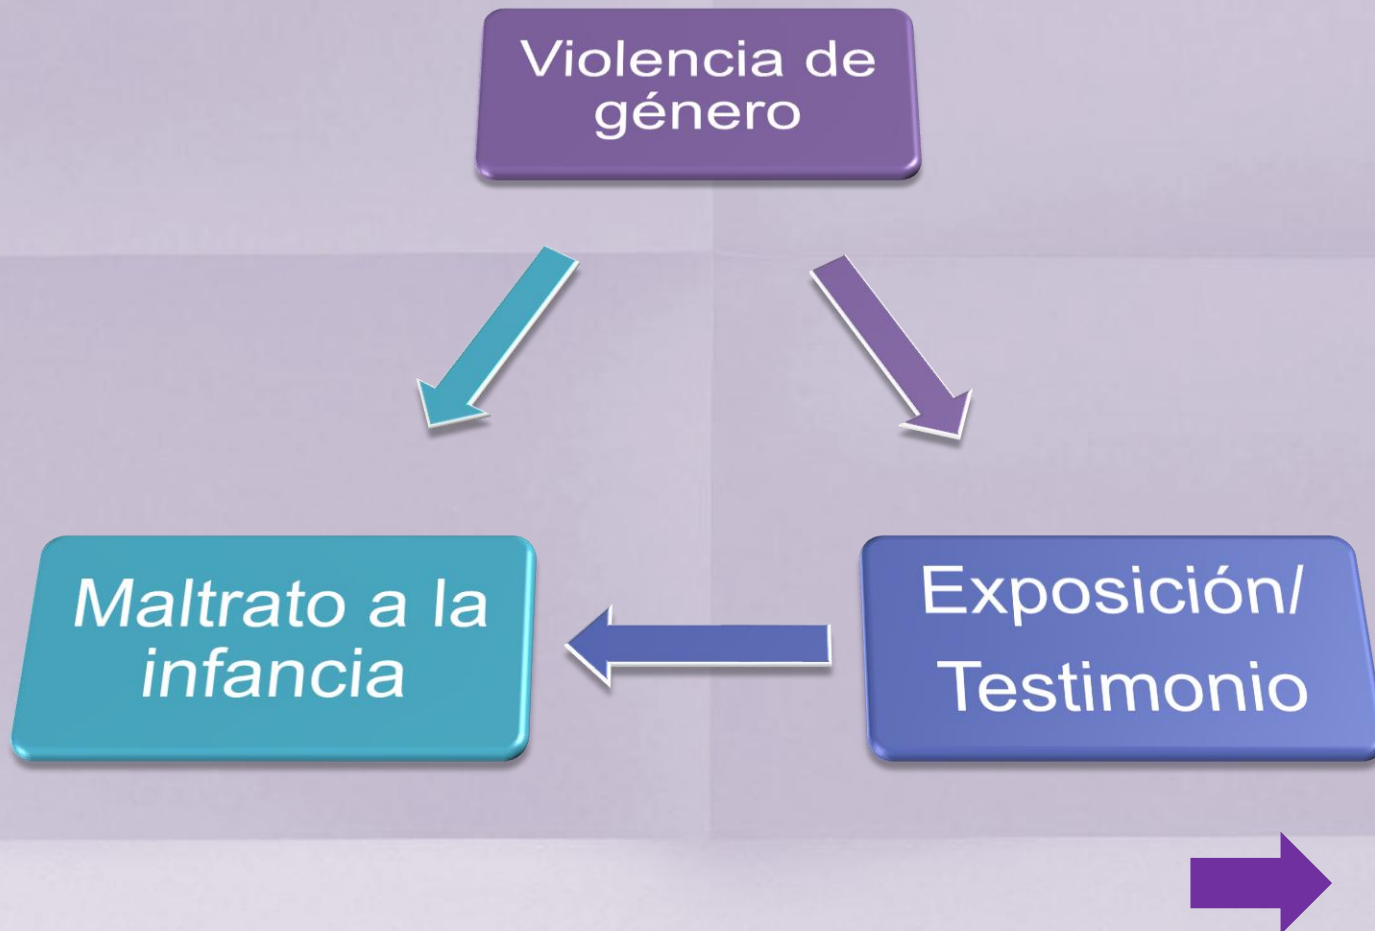 Violencia de
género
Maltrato a la
infancia
Exposición/
Testimonio